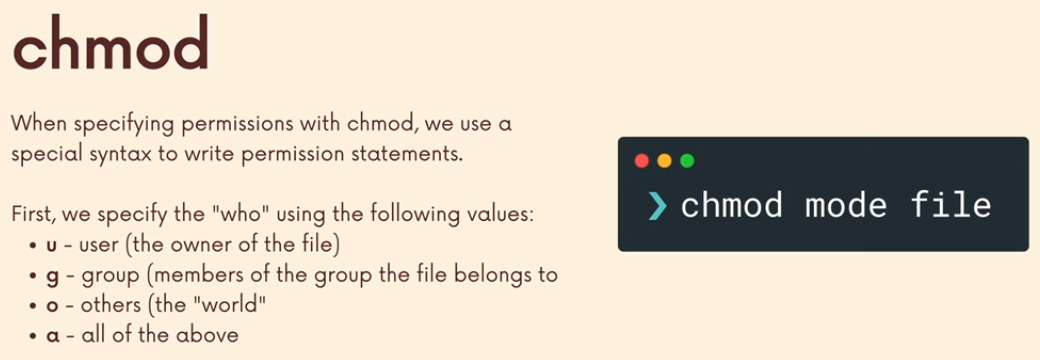 chmod
When specifying permissions with chmod, we use a
special syntax to write permission statements.
First, we specify the "who" using the following values:
• u - user (the owner of the file)
• g - group (members of the group the file belongs to
• o - others (the "world"
• a - all of the above
❯ chmod mode file